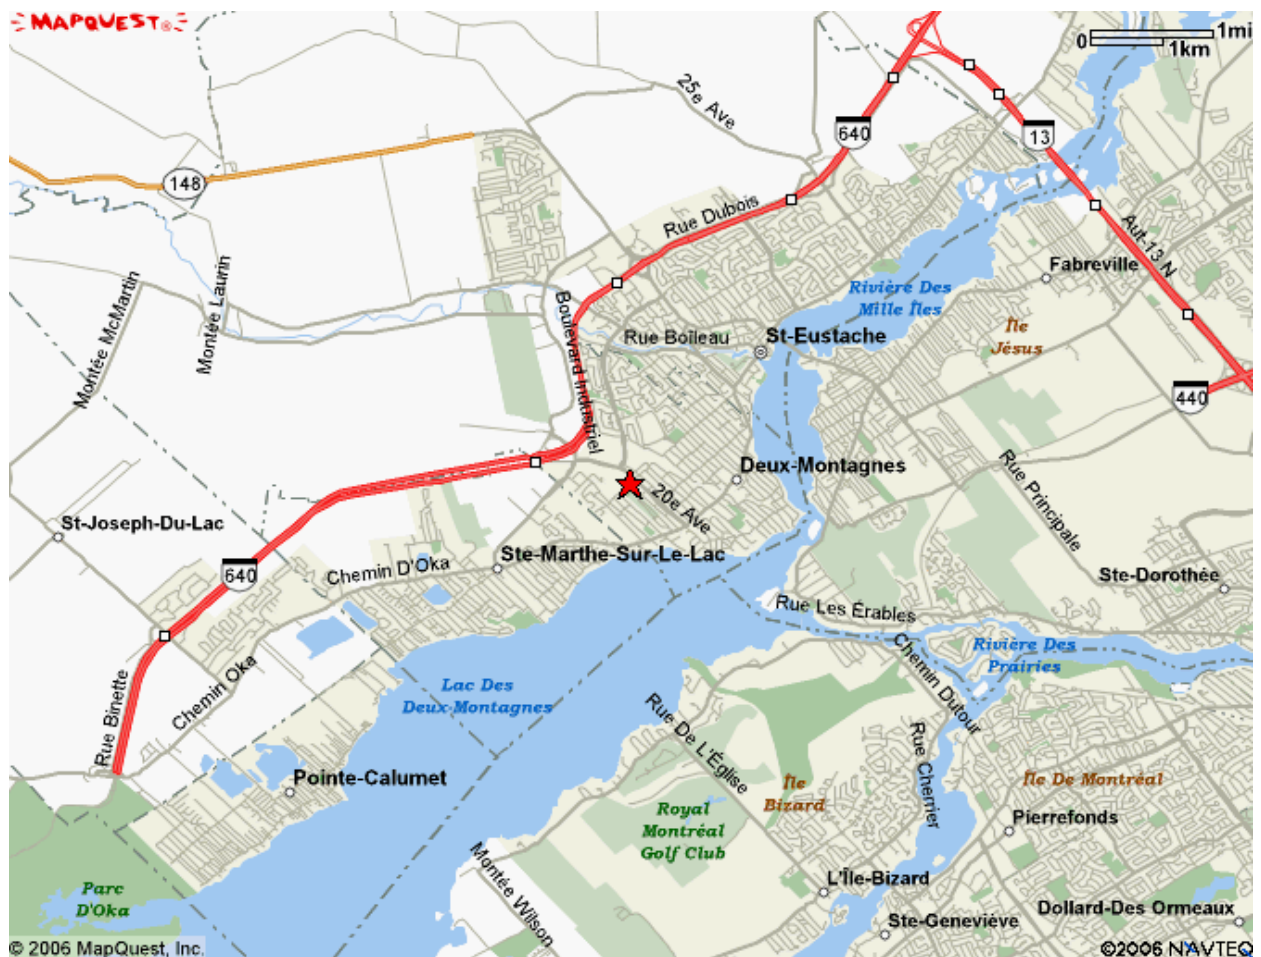 MAPQUEST®
0 1mi
1km
25e Ave
640
13
148
Rue Dubois
Aut-13 N
Fabreville
Rivière Des
Mille Îles
Montée McMartin
Montée Laurin
Boulevard Industriel
Rue Boileau
St-Eustache
Île
Jésus
440
Deux-Montagnes
Rue Principale
20e Ave
St-Joseph-Du-Lac
640
Chemin D'Oka
Ste-Marthe-Sur-Le-Lac
Ste-Dorothée
Rue Les Érables
Rivière Des
Prairies
Chemin Dutour
Rue Binette
Chemin Oka
Lac Des
Deux-Montagnes
Rue De L'Église
Rue Cherrier
Pointe-Calumet
Île
Bizard
Île De Montréal
Royal
Montréal
Golf Club
Pierrefonds
Parc
D'Oka
Montée Wilson
L'Île-Bizard
Ste-Geneviève
Dollard-Des Ormeaux
© 2006 MapQuest, Inc.
©2006 NAVTEQ